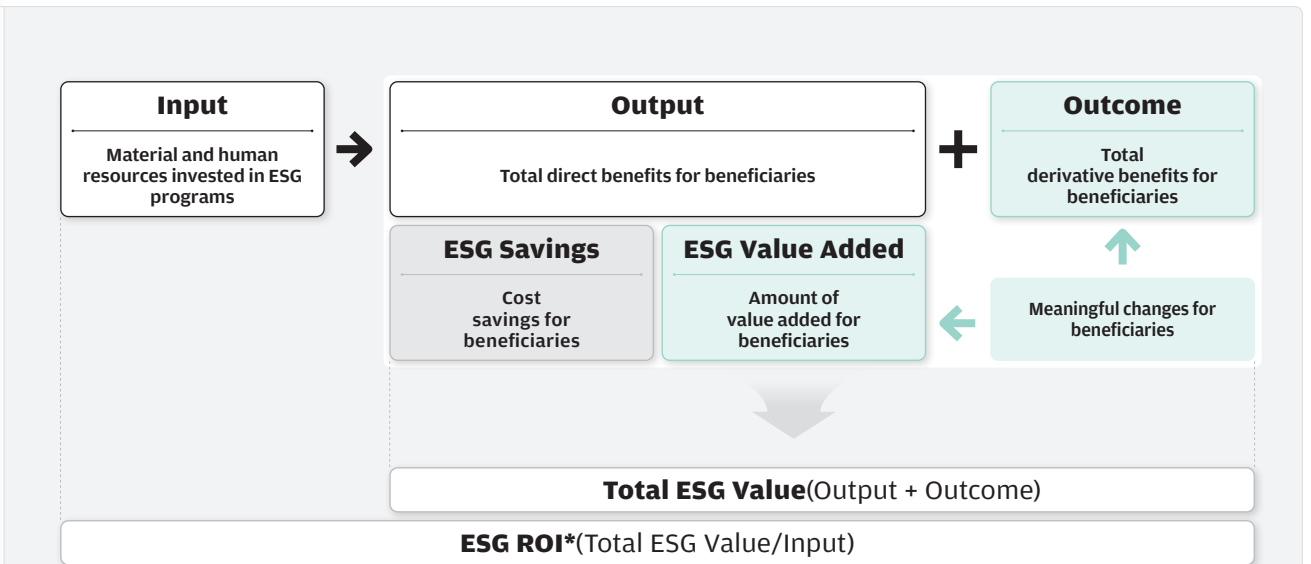 Input
Material and human
resources invested in ESG
programs
Output
Total direct benefits for beneficiaries
Outcome
Total
derivative benefits for
beneficiaries
ESG Savings
Cost
savings for
beneficiaries
ESG Value Added
Amount of
value added for
beneficiaries
Meaningful changes for
beneficiaries
Total ESG Value(Output + Outcome)
ESG ROI*(Total ESG Value/Input)